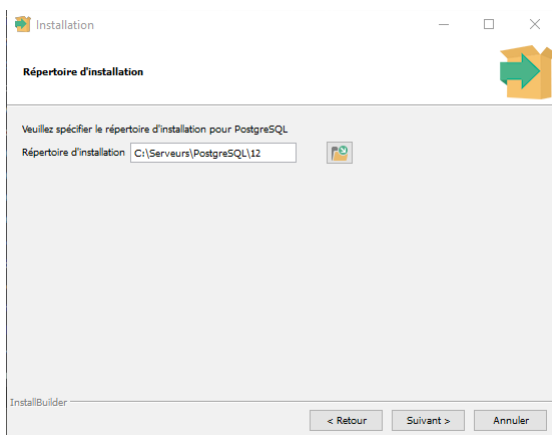 Installation
Répertoire d'installation
Veuillez spécifier le répertoire d'installation pour PostgreSQL
Répertoire d'installation C:\Serveurs\PostgreSQL\12
InstallBuilder
< Retour Suivant > Annuler